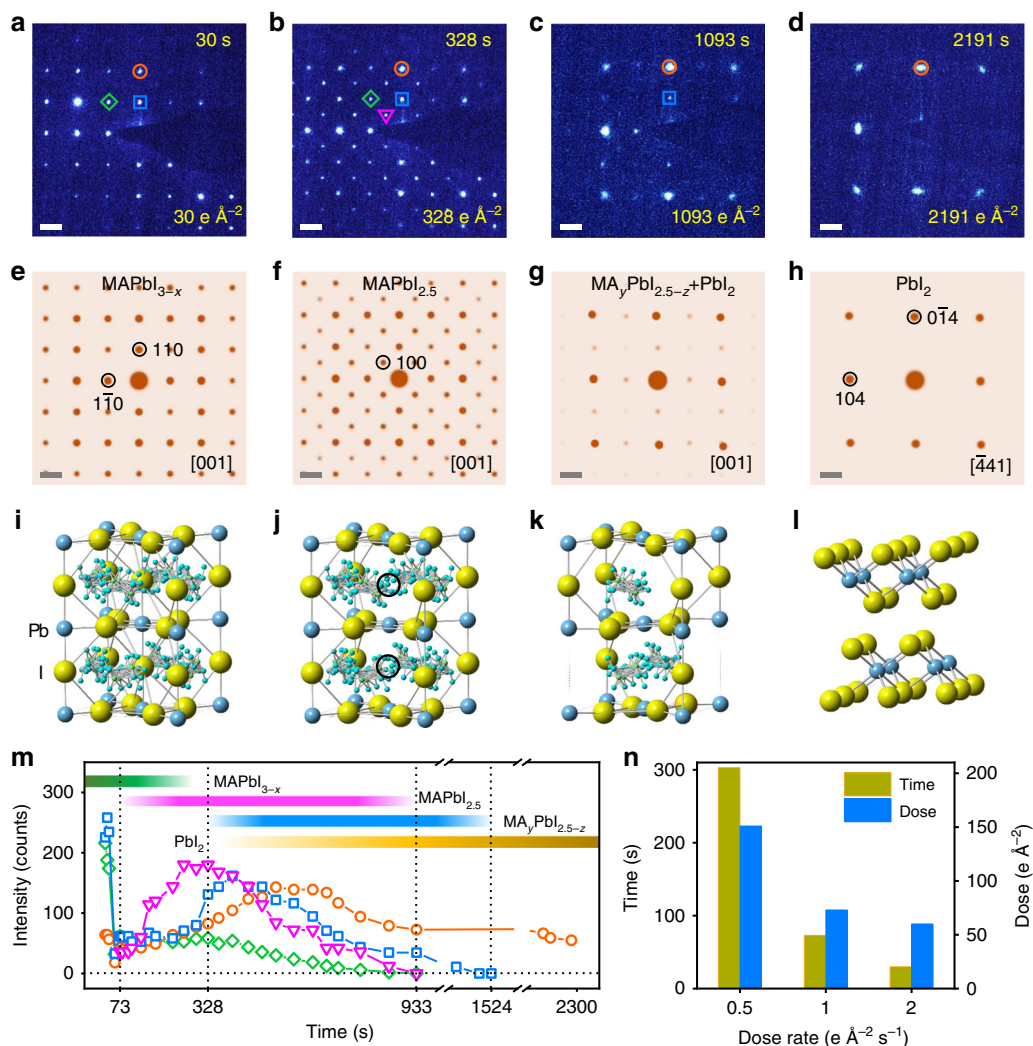 a
b
c
d
30 s
328 s
1093 s
2191 s
30 e Å⁻²
328 e Å⁻²
1093 e Å⁻²
2191 e Å⁻²
e
f
g
h
MAPbI₃₋ₓ
MAPbI₂.₅
MAᵧPbI₂.₅₋z+PbI₂
PbI₂
110
11̄0
[001]
100
[001]
[001]
01̄4
104
[4̄41]
i
j
k
l
Pb
I
m
MAPbI₃₋ₓ
MAPbI₂.₅
MAᵧPbI₂.₅₋z
PbI₂
Intensity (counts)
300
200
100
0
73
328
933
1524
2300
Time (s)
n
Time
Dose
Time (s)
300
200
100
0
Dose (e Å⁻²)
200
150
100
50
0
0.5
1
2
Dose rate (e Å⁻² s⁻¹)